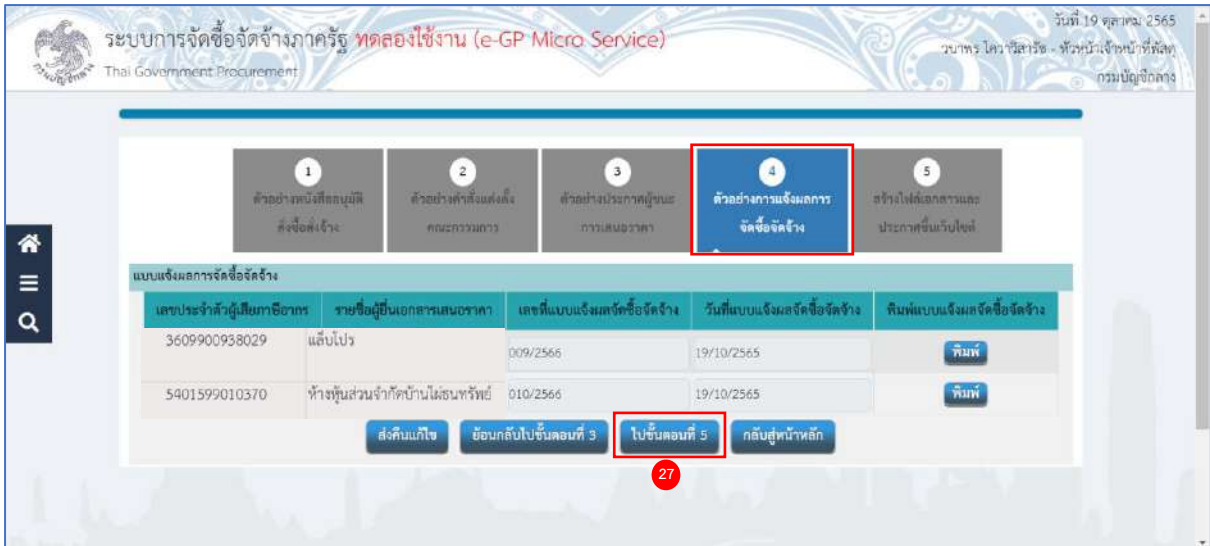 วันที่ 19 ตุลาคม 2565
ระบบการจัดซื้อจัดจ้างภาครัฐ ทดลองใช้งาน (e-GP Micro Service)
- หัวหน้าเจ้าหน้าที่พัสดุ
Thai Government Procurement
กรมบัญชีกลาง
1
ตัวอย่างหนังสืออนุมัติ
สั่งซื้อสั่งจ้าง
2
ตัวอย่างคำสั่งแต่งตั้ง
คณะกรรมการ
3
ตัวอย่างประกาศผู้ชนะ
การเสนอราคา
4
ตัวอย่างการแจ้งผลการ
จัดซื้อจัดจ้าง
5
สร้างไฟล์เอกสารและ
ประกาศขึ้นเว็บไซต์
แบบแจ้งผลการจัดซื้อจัดจ้าง
เลขประจำตัวผู้เสียภาษีอากร รายชื่อผู้ยื่นเอกสารเสนอราคา เลขที่แบบแจ้งผลจัดซื้อจัดจ้าง วันที่แบบแจ้งผลจัดซื้อจัดจ้าง พิมพ์แบบแจ้งผลจัดซื้อจัดจ้าง
3609900938029 แล็บโปร 009/2566 19/10/2565 พิมพ์
5401599010370 ห้างหุ้นส่วนจำกัดบ้านไผ่ธนทรัพย์ 010/2566 19/10/2565 พิมพ์
ส่งคืนแก้ไข ย้อนกลับไปขั้นตอนที่ 3 ไปขั้นตอนที่ 5 กลับสู่หน้าหลัก
27